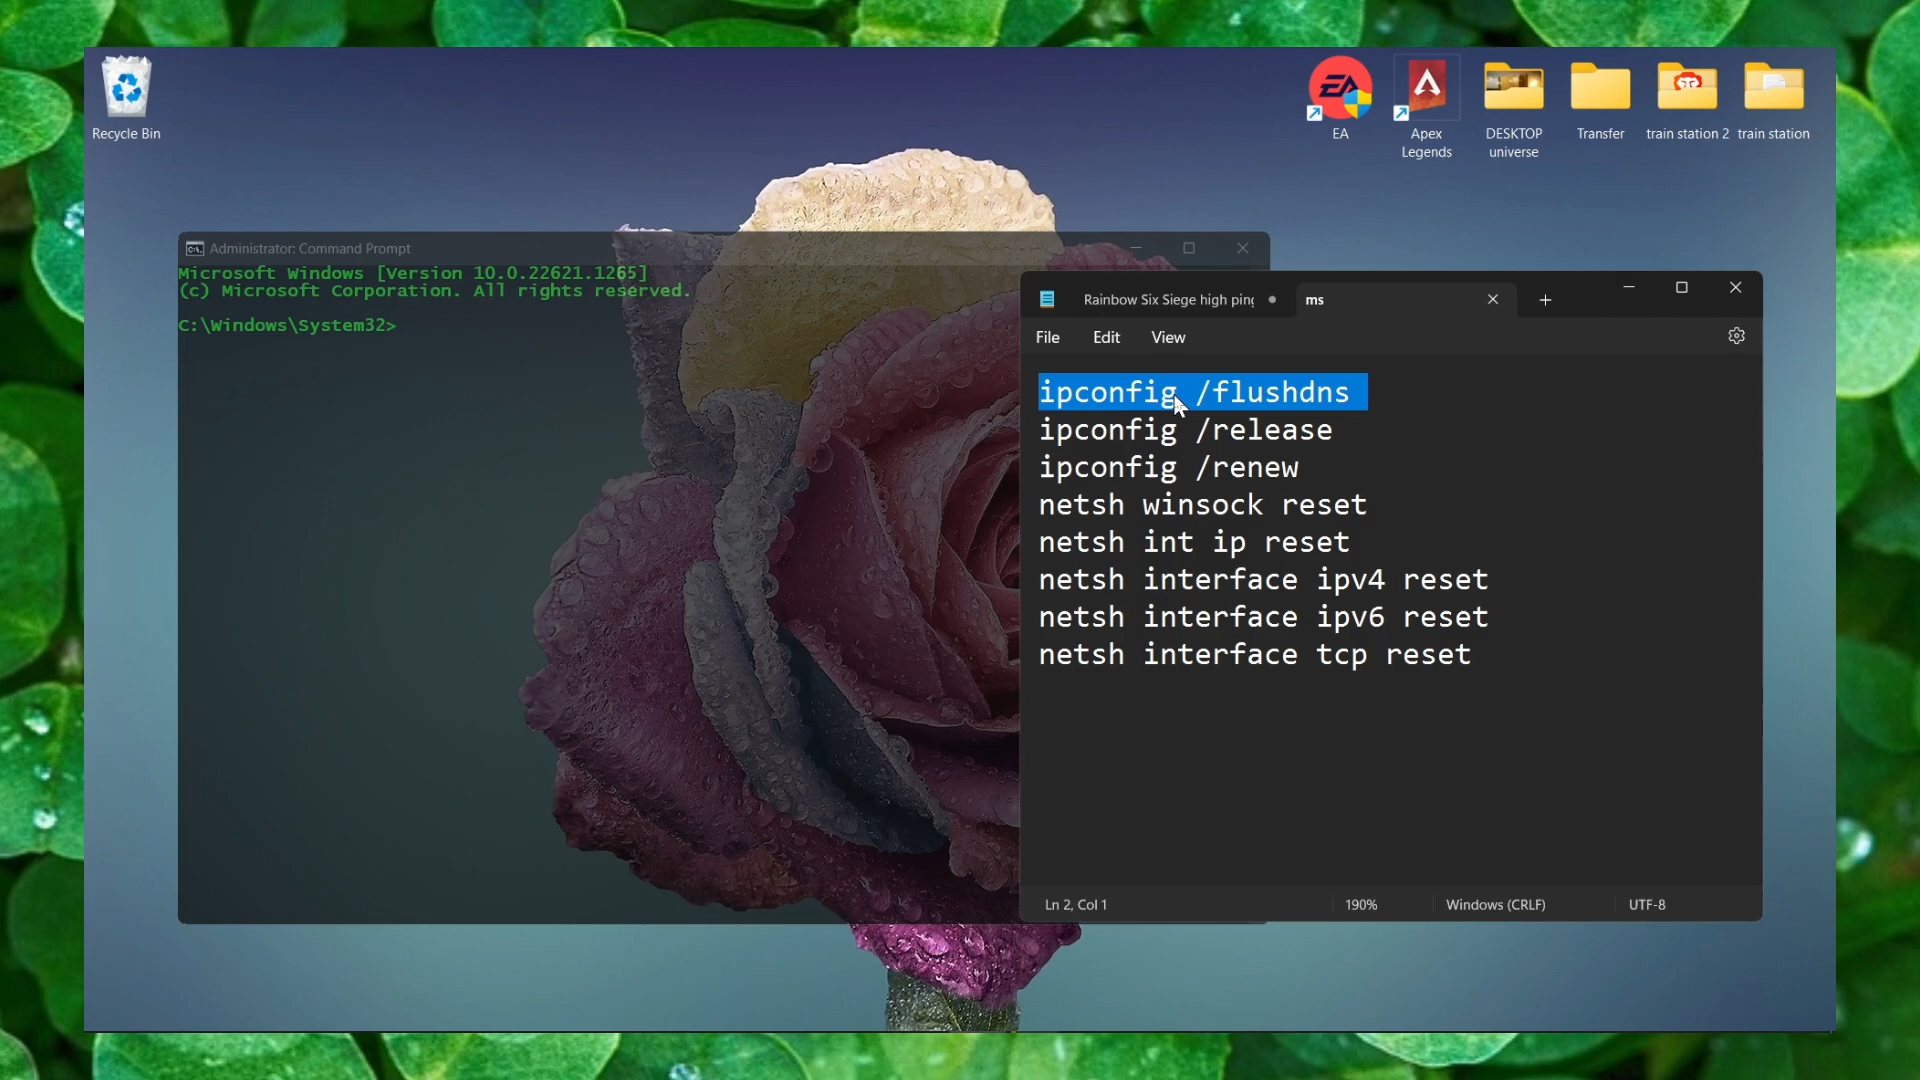 Recycle Bin
EA
Apex
Legends
DESKTOP
universe
Transfer
train station 2
train station
Administrator: Command Prompt
Microsoft Windows [Version 10.0.22621.1265]
(c) Microsoft Corporation. All rights reserved.
C:\Windows\System32>
Rainbow Six Siege high ping
ms
File
Edit
View
ipconfig /flushdns
ipconfig /release
ipconfig /renew
netsh winsock reset
netsh int ip reset
netsh interface ipv4 reset
netsh interface ipv6 reset
netsh interface tcp reset
Ln 2, Col 1
190%
Windows (CRLF)
UTF-8